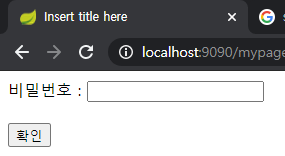 Insert title here
localhost:9090/mypage
비밀번호 :
확인